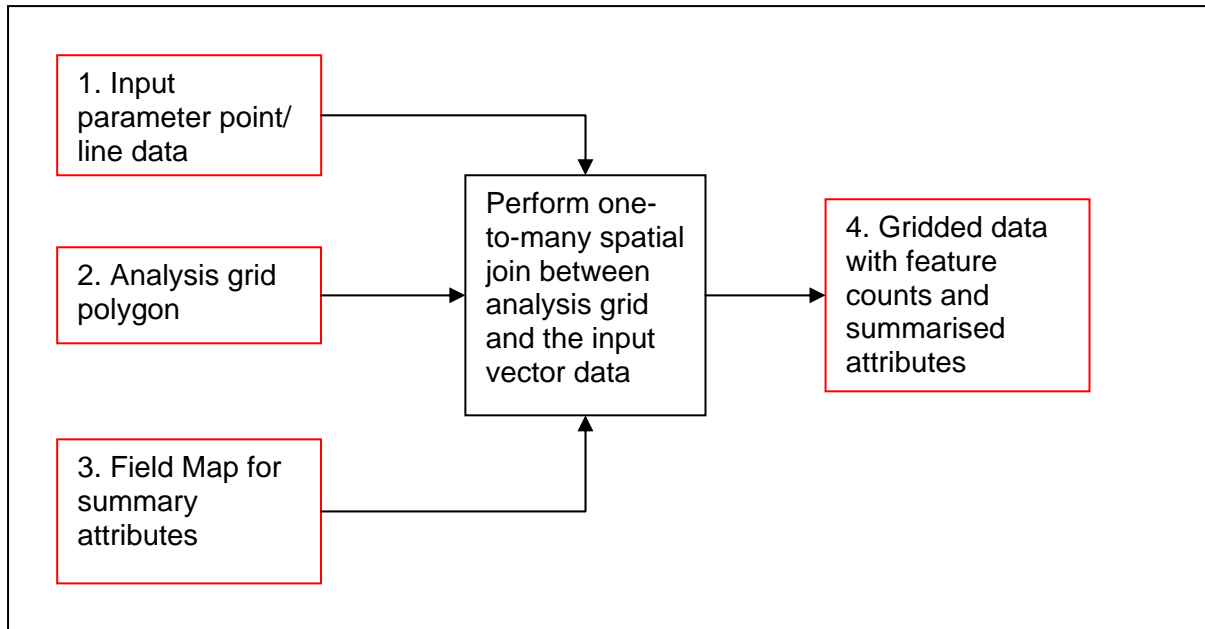 1. Input
parameter point/
line data
2. Analysis grid
polygon
3. Field Map for
summary
attributes
Perform one-
to-many spatial
join between
analysis grid
and the input
vector data
4. Gridded data
with feature
counts and
summarised
attributes